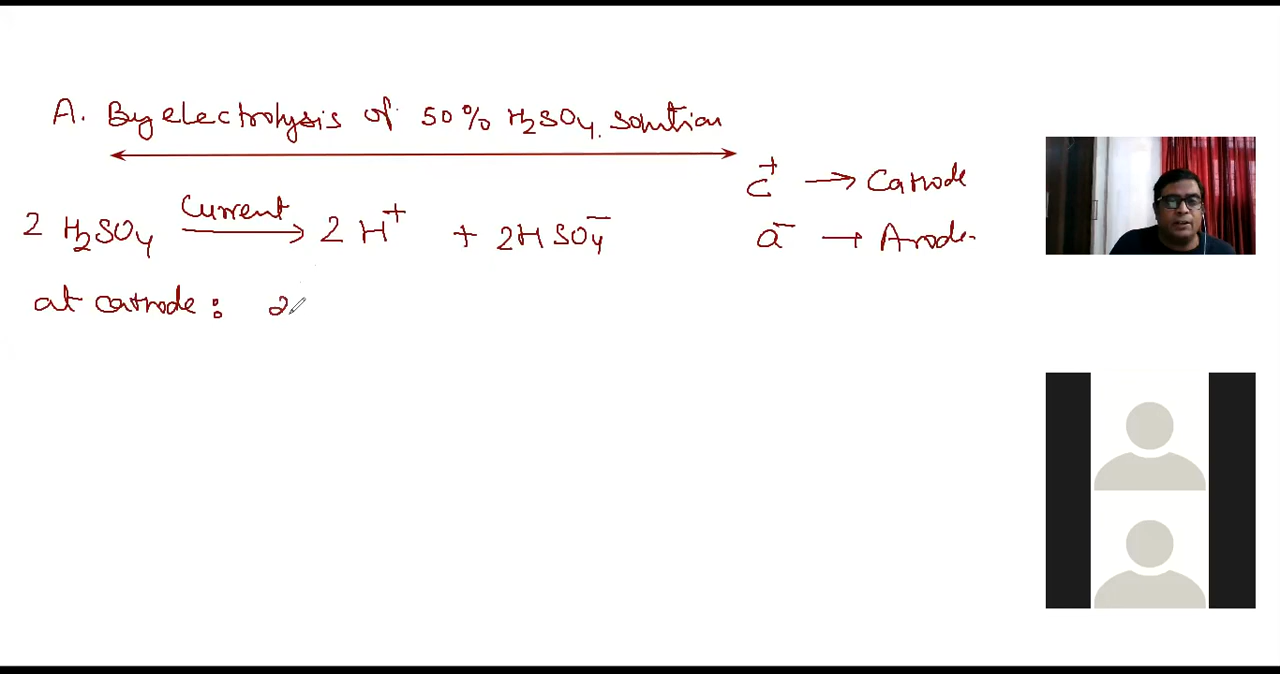 A. By electrolysis of 50% H₂SO₄ solution
C⁺ → Cathode
2 H₂SO₄ Current → 2 H⁺ + 2HSO₄⁻
a⁻ → Anode
at cathode: 2